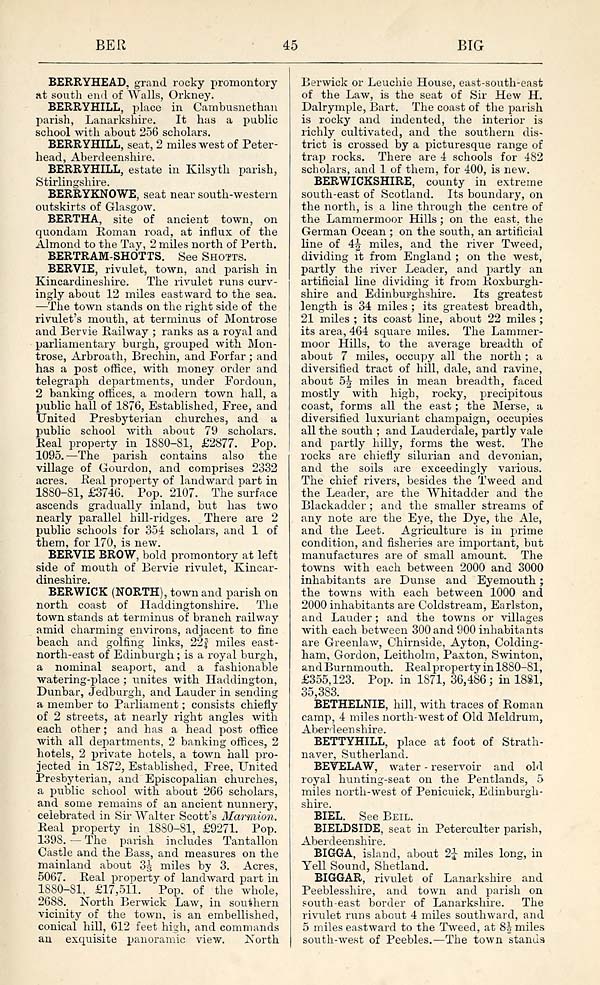 BER 45 BIG
BERRYHEAD, grand rocky promontory
at south end of Walls, Orkney.
BERRYHILL, place in Cambusnethan
parish, Lanarkshire. It has a public
school with about 256 scholars.
BERRYHILL, seat, 2 miles west of Peter-
head, Aberdeenshire.
BERRYHILL, estate in Kilsyth parish,
Stirlingshire.
BERRYKNOWE, seat near south-western
outskirts of Glasgow.
BERTHA, site of ancient town, on
quondam Roman road, at influx of the
Almond to the Tay, 2 miles north of Perth.
BERTRAM-SHOTTS. See SHOTTS.
BERVIE, rivulet, town, and parish in
Kincardineshire. The rivulet runs curv-
ingly about 12 miles eastward to the sea.
—The town stands on the right side of the
rivulet's mouth, at terminus of Montrose
and Bervie Railway; ranks as a royal and
parliamentary burgh, grouped with Mon-
trose, Arbroath, Brechin, and Forfar; and
has a post office, with money order and
telegraph departments, under Fordoun,
2 banking offices, a modern town hall, a
public hall of 1876, Established, Free, and
United Presbyterian churches, and a
public school with about 79 scholars.
Real property in 1880-81, £2877. Pop.
1095.—The parish contains also the
village of Gourdon, and comprises 2332
acres. Real property of landward part in
1880-81, £3746. Pop. 2107. The surface
ascends gradually inland, but has two
nearly parallel hill-ridges. There are 2
public schools for 354 scholars, and 1 of
them, for 170, is new.
BERVIE BROW, bold promontory at left
side of mouth of Bervie rivulet, Kincar-
dineshire.
BERWICK (NORTH), town and parish on
north coast of Haddingtonshire. The
town stands at terminus of branch railway
amid charming environs, adjacent to fine
beach and golfing links, 22¾ miles east-
north-east of Edinburgh; is a royal burgh,
a nominal seaport, and a fashionable
watering-place; unites with Haddington,
Dunbar, Jedburgh, and Lauder in sending
a member to Parliament; consists chiefly
of 2 streets, at nearly right angles with
each other; and has a head post office
with all departments, 2 banking offices, 2
hotels, 2 private hotels, a town hall pro-
jected in 1872, Established, Free, United
Presbyterian, and Episcopalian churches,
a public school with about 266 scholars,
and some remains of an ancient nunnery,
celebrated in Sir Walter Scott's Marmion.
Real property in 1880-81, £9271. Pop.
1398. — The parish includes Tantallon
Castle and the Bass, and measures on the
mainland about 3½ miles by 3. Acres,
5067. Real property of landward part in
1880-81, £17,511. Pop. of the whole,
2688. North Berwick Law, in southern
vicinity of the town, is an embellished,
conical hill, 612 feet high, and commands
an exquisite panoramic view. North
Berwick or Leuchie House, east-south-east
of the Law, is the seat of Sir Hew H.
Dalrymple, Bart. The coast of the parish
is rocky and indented, the interior is
richly cultivated, and the southern dis-
trict is crossed by a picturesque range of
trap rocks. There are 4 schools for 482
scholars, and 1 of them, for 400, is new.
BERWICKSHIRE, county in extreme
south-east of Scotland. Its boundary, on
the north, is a line through the centre of
the Lammermoor Hills; on the east, the
German Ocean; on the south, an artificial
line of 4½ miles, and the river Tweed,
dividing it from England; on the west,
partly the river Leader, and partly an
artificial line dividing it from Roxburgh-
shire and Edinburghshire. Its greatest
length is 34 miles; its greatest breadth,
21 miles; its coast line, about 22 miles;
its area, 464 square miles. The Lammer-
moor Hills, to the average breadth of
about 7 miles, occupy all the north; a
diversified tract of hill, dale, and ravine,
about 5½ miles in mean breadth, faced
mostly with high, rocky, precipitous
coast, forms all the east; the Merse, a
diversified luxuriant champaign, occupies
all the south; and Lauderdale, partly vale
and partly hilly, forms the west. The
rocks are chiefly silurian and devonian,
and the soils are exceedingly various.
The chief rivers, besides the Tweed and
the Leader, are the Whitadder and the
Blackadder; and the smaller streams of
any note are the Eye, the Dye, the Ale,
and the Leet. Agriculture is in prime
condition, and fisheries are important, but
manufactures are of small amount. The
towns with each between 2000 and 3000
inhabitants are Dunse and Eyemouth;
the towns with each between 1000 and
2000 inhabitants are Coldstream, Earlston,
and Lauder; and the towns or villages
with each between 300 and 900 inhabitants
are Greenlaw, Chirnside, Ayton, Colding-
ham, Gordon, Leitholm, Paxton, Swinton,
and Burnmouth. Real property in 1880-81,
£355,123. Pop. in 1871, 36,486; in 1881,
35,383.
BETHELNIE, hill, with traces of Roman
camp, 4 miles north-west of Old Meldrum,
Aberdeenshire.
BETTYHILL, place at foot of Strath-
naver, Sutherland.
BEVELAW, water-reservoir and old
royal hunting-seat on the Pentlands, 5
miles north-west of Penicuick, Edinburgh-
shire.
BIEL. See BEIL.
BIELDSIDE, seat in Peterculter parish,
Aberdeenshire.
BIGGA, island, about 2¼ miles long, in
Yell Sound, Shetland.
BIGGAR, rivulet of Lanarkshire and
Peeblesshire, and town and parish on
south-east border of Lanarkshire. The
rivulet runs about 4 miles southward, and
5 miles eastward to the Tweed, at 8½ miles
south-west of Peebles.—The town stands